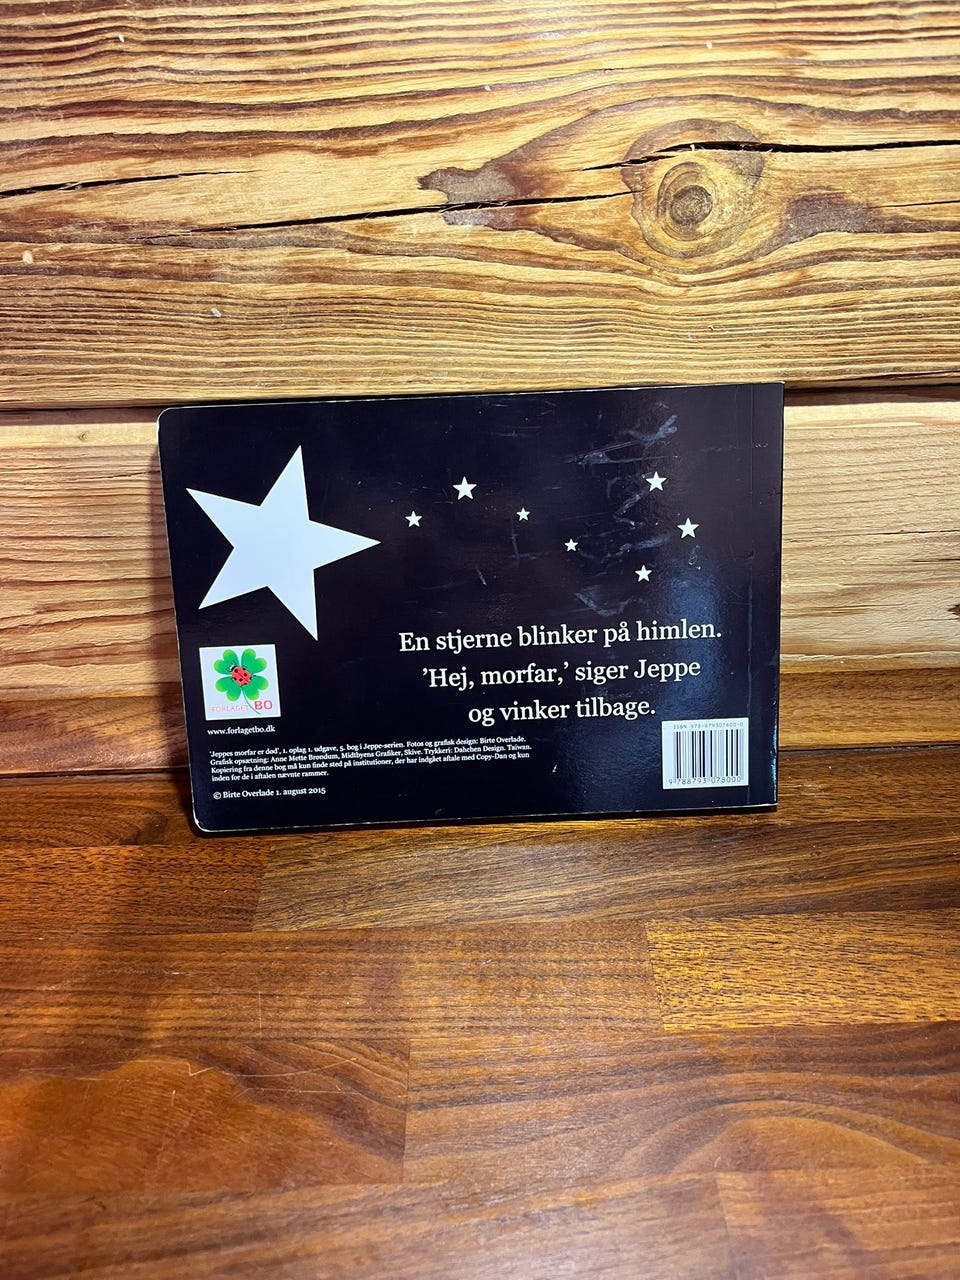 En stjerne blinker på himlen.
’Hej, morfar,’ siger Jeppe
og vinker tilbage.
FORLAGET BO
www.forlagetbo.dk
'Jeppes morfar er død', 1. oplag 1. udgave, 5. bog i Jeppe-serien. Fotos og grafisk design: Birte Overlade.
Grafisk opsætning: Anne Mette Brøndum, Midtbyens Grafiker, Skive. Trykkeri: Dahchen Design. Taiwan.
Kopiering fra denne bog må kun finde sted på institutioner, der har indgået aftale med Copy-Dan og kun
inden for de i aftalen nævnte rammer.
© Birte Overlade 1. august 2015
ISBN
9 788793 078000